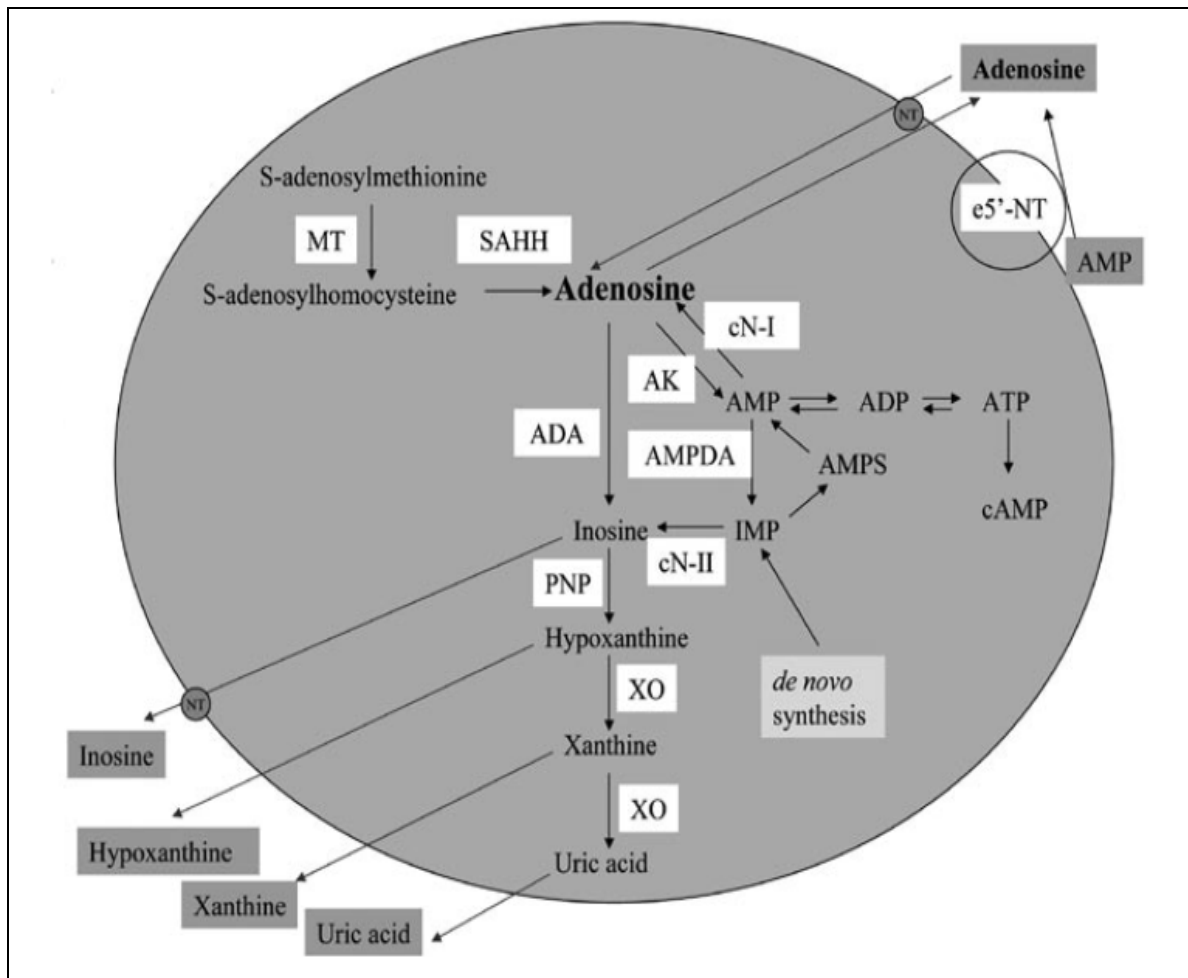 Adenosine
NT
S-adenosylmethionine
e5’-NT
MT
SAHH
AMP
S-adenosylhomocysteine
Adenosine
cN-I
AK
AMP
ADP
ATP
ADA
AMPDA
AMPS
cAMP
Inosine
IMP
cN-II
PNP
Hypoxanthine
XO
de novo
synthesis
NT
Xanthine
Inosine
XO
Hypoxanthine
Uric acid
Xanthine
Uric acid